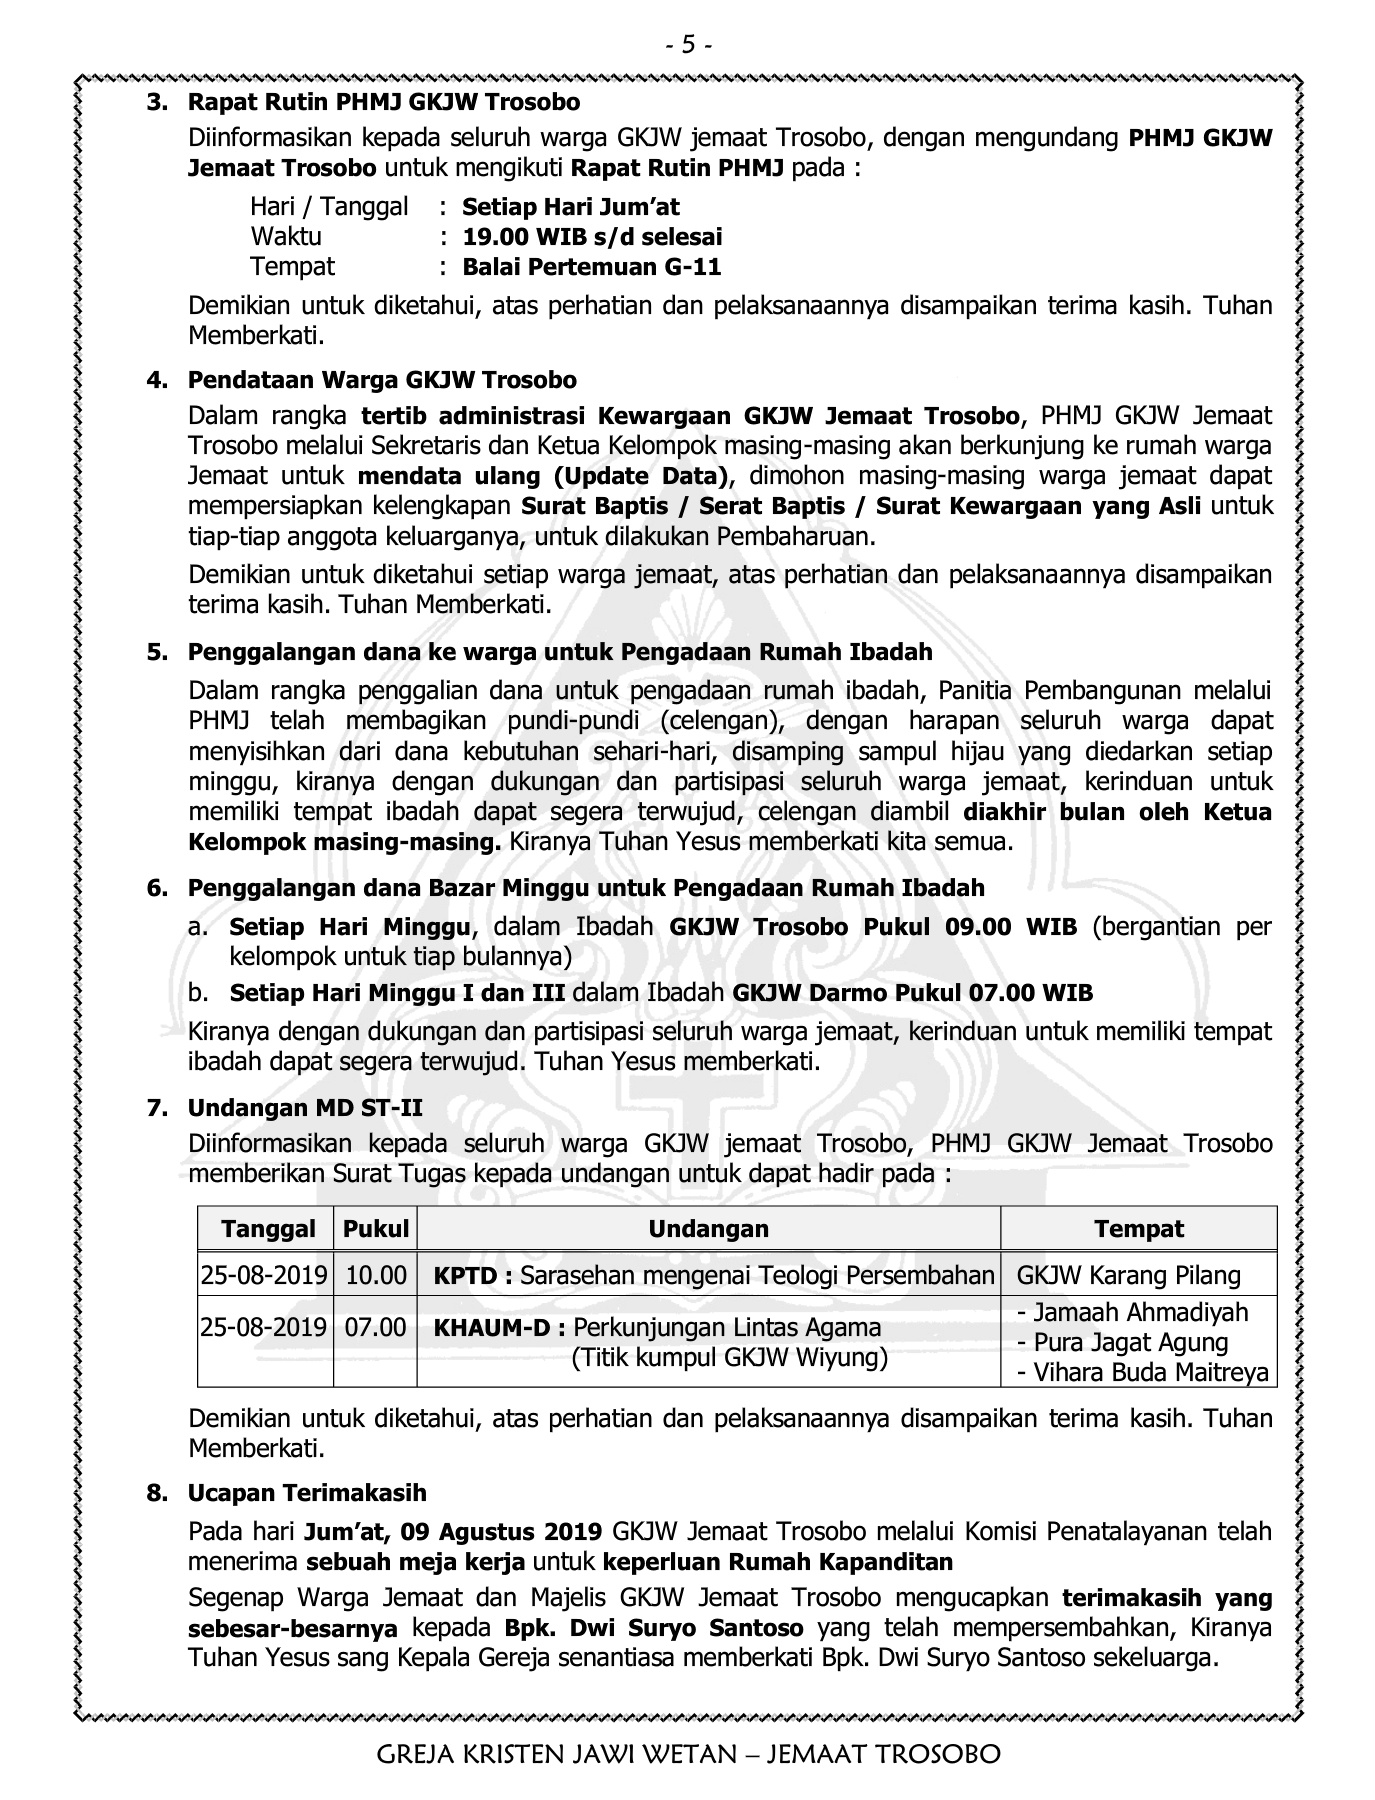 - 5 -
3. Rapat Rutin PHMJ GKJW Trosobo
Diinformasikan kepada seluruh warga GKJW jemaat Trosobo, dengan mengundang PHMJ GKJW
Jemaat Trosobo untuk mengikuti Rapat Rutin PHMJ pada :
Hari / Tanggal : Setiap Hari Jum’at
Waktu : 19.00 WIB s/d selesai
Tempat : Balai Pertemuan G-11
Demikian untuk diketahui, atas perhatian dan pelaksanaannya disampaikan terima kasih. Tuhan
Memberkati.
4. Pendataan Warga GKJW Trosobo
Dalam rangka tertib administrasi Kewargaan GKJW Jemaat Trosobo, PHMJ GKJW Jemaat
Trosobo melalui Sekretaris dan Ketua Kelompok masing-masing akan berkunjung ke rumah warga
Jemaat untuk mendata ulang (Update Data), dimohon masing-masing warga jemaat dapat
mempersiapkan kelengkapan Surat Baptis / Serat Baptis / Surat Kewargaan yang Asli untuk
tiap-tiap anggota keluarganya, untuk dilakukan Pembaharuan.
Demikian untuk diketahui setiap warga jemaat, atas perhatian dan pelaksanaannya disampaikan
terima kasih. Tuhan Memberkati.
5. Penggalangan dana ke warga untuk Pengadaan Rumah Ibadah
Dalam rangka penggalian dana untuk pengadaan rumah ibadah, Panitia Pembangunan melalui
PHMJ telah membagikan pundi-pundi (celengan), dengan harapan seluruh warga dapat
menyisihkan dari dana kebutuhan sehari-hari, disamping sampul hijau yang diedarkan setiap
minggu, kiranya dengan dukungan dan partisipasi seluruh warga jemaat, kerinduan untuk
memiliki tempat ibadah dapat segera terwujud, celengan diambil diakhir bulan oleh Ketua
Kelompok masing-masing. Kiranya Tuhan Yesus memberkati kita semua.
6. Penggalangan dana Bazar Minggu untuk Pengadaan Rumah Ibadah
a. Setiap Hari Minggu, dalam Ibadah GKJW Trosobo Pukul 09.00 WIB (bergantian per
kelompok untuk tiap bulannya)
b. Setiap Hari Minggu I dan III dalam Ibadah GKJW Darmo Pukul 07.00 WIB
Kiranya dengan dukungan dan partisipasi seluruh warga jemaat, kerinduan untuk memiliki tempat
ibadah dapat segera terwujud. Tuhan Yesus memberkati.
7. Undangan MD ST-II
Diinformasikan kepada seluruh warga GKJW jemaat Trosobo, PHMJ GKJW Jemaat Trosobo
memberikan Surat Tugas kepada undangan untuk dapat hadir pada :
Tanggal Pukul Undangan Tempat
25-08-2019 10.00 KPTD : Sarasehan mengenai Teologi Persembahan GKJW Karang Pilang
25-08-2019 07.00 KHAUM-D : Perkunjungan Lintas Agama
(Titik kumpul GKJW Wiyung)
- Jamaah Ahmadiyah
- Pura Jagat Agung
- Vihara Buda Maitreya
Demikian untuk diketahui, atas perhatian dan pelaksanaannya disampaikan terima kasih. Tuhan
Memberkati.
8. Ucapan Terimakasih
Pada hari Jum’at, 09 Agustus 2019 GKJW Jemaat Trosobo melalui Komisi Penatalayanan telah
menerima sebuah meja kerja untuk keperluan Rumah Kapanditan
Segenap Warga Jemaat dan Majelis GKJW Jemaat Trosobo mengucapkan terimakasih yang
sebesar-besarnya kepada Bpk. Dwi Suryo Santoso yang telah mempersembahkan, Kiranya
Tuhan Yesus sang Kepala Gereja senantiasa memberkati Bpk. Dwi Suryo Santoso sekeluarga.
GREJA KRISTEN JAWI WETAN – JEMAAT TROSOBO